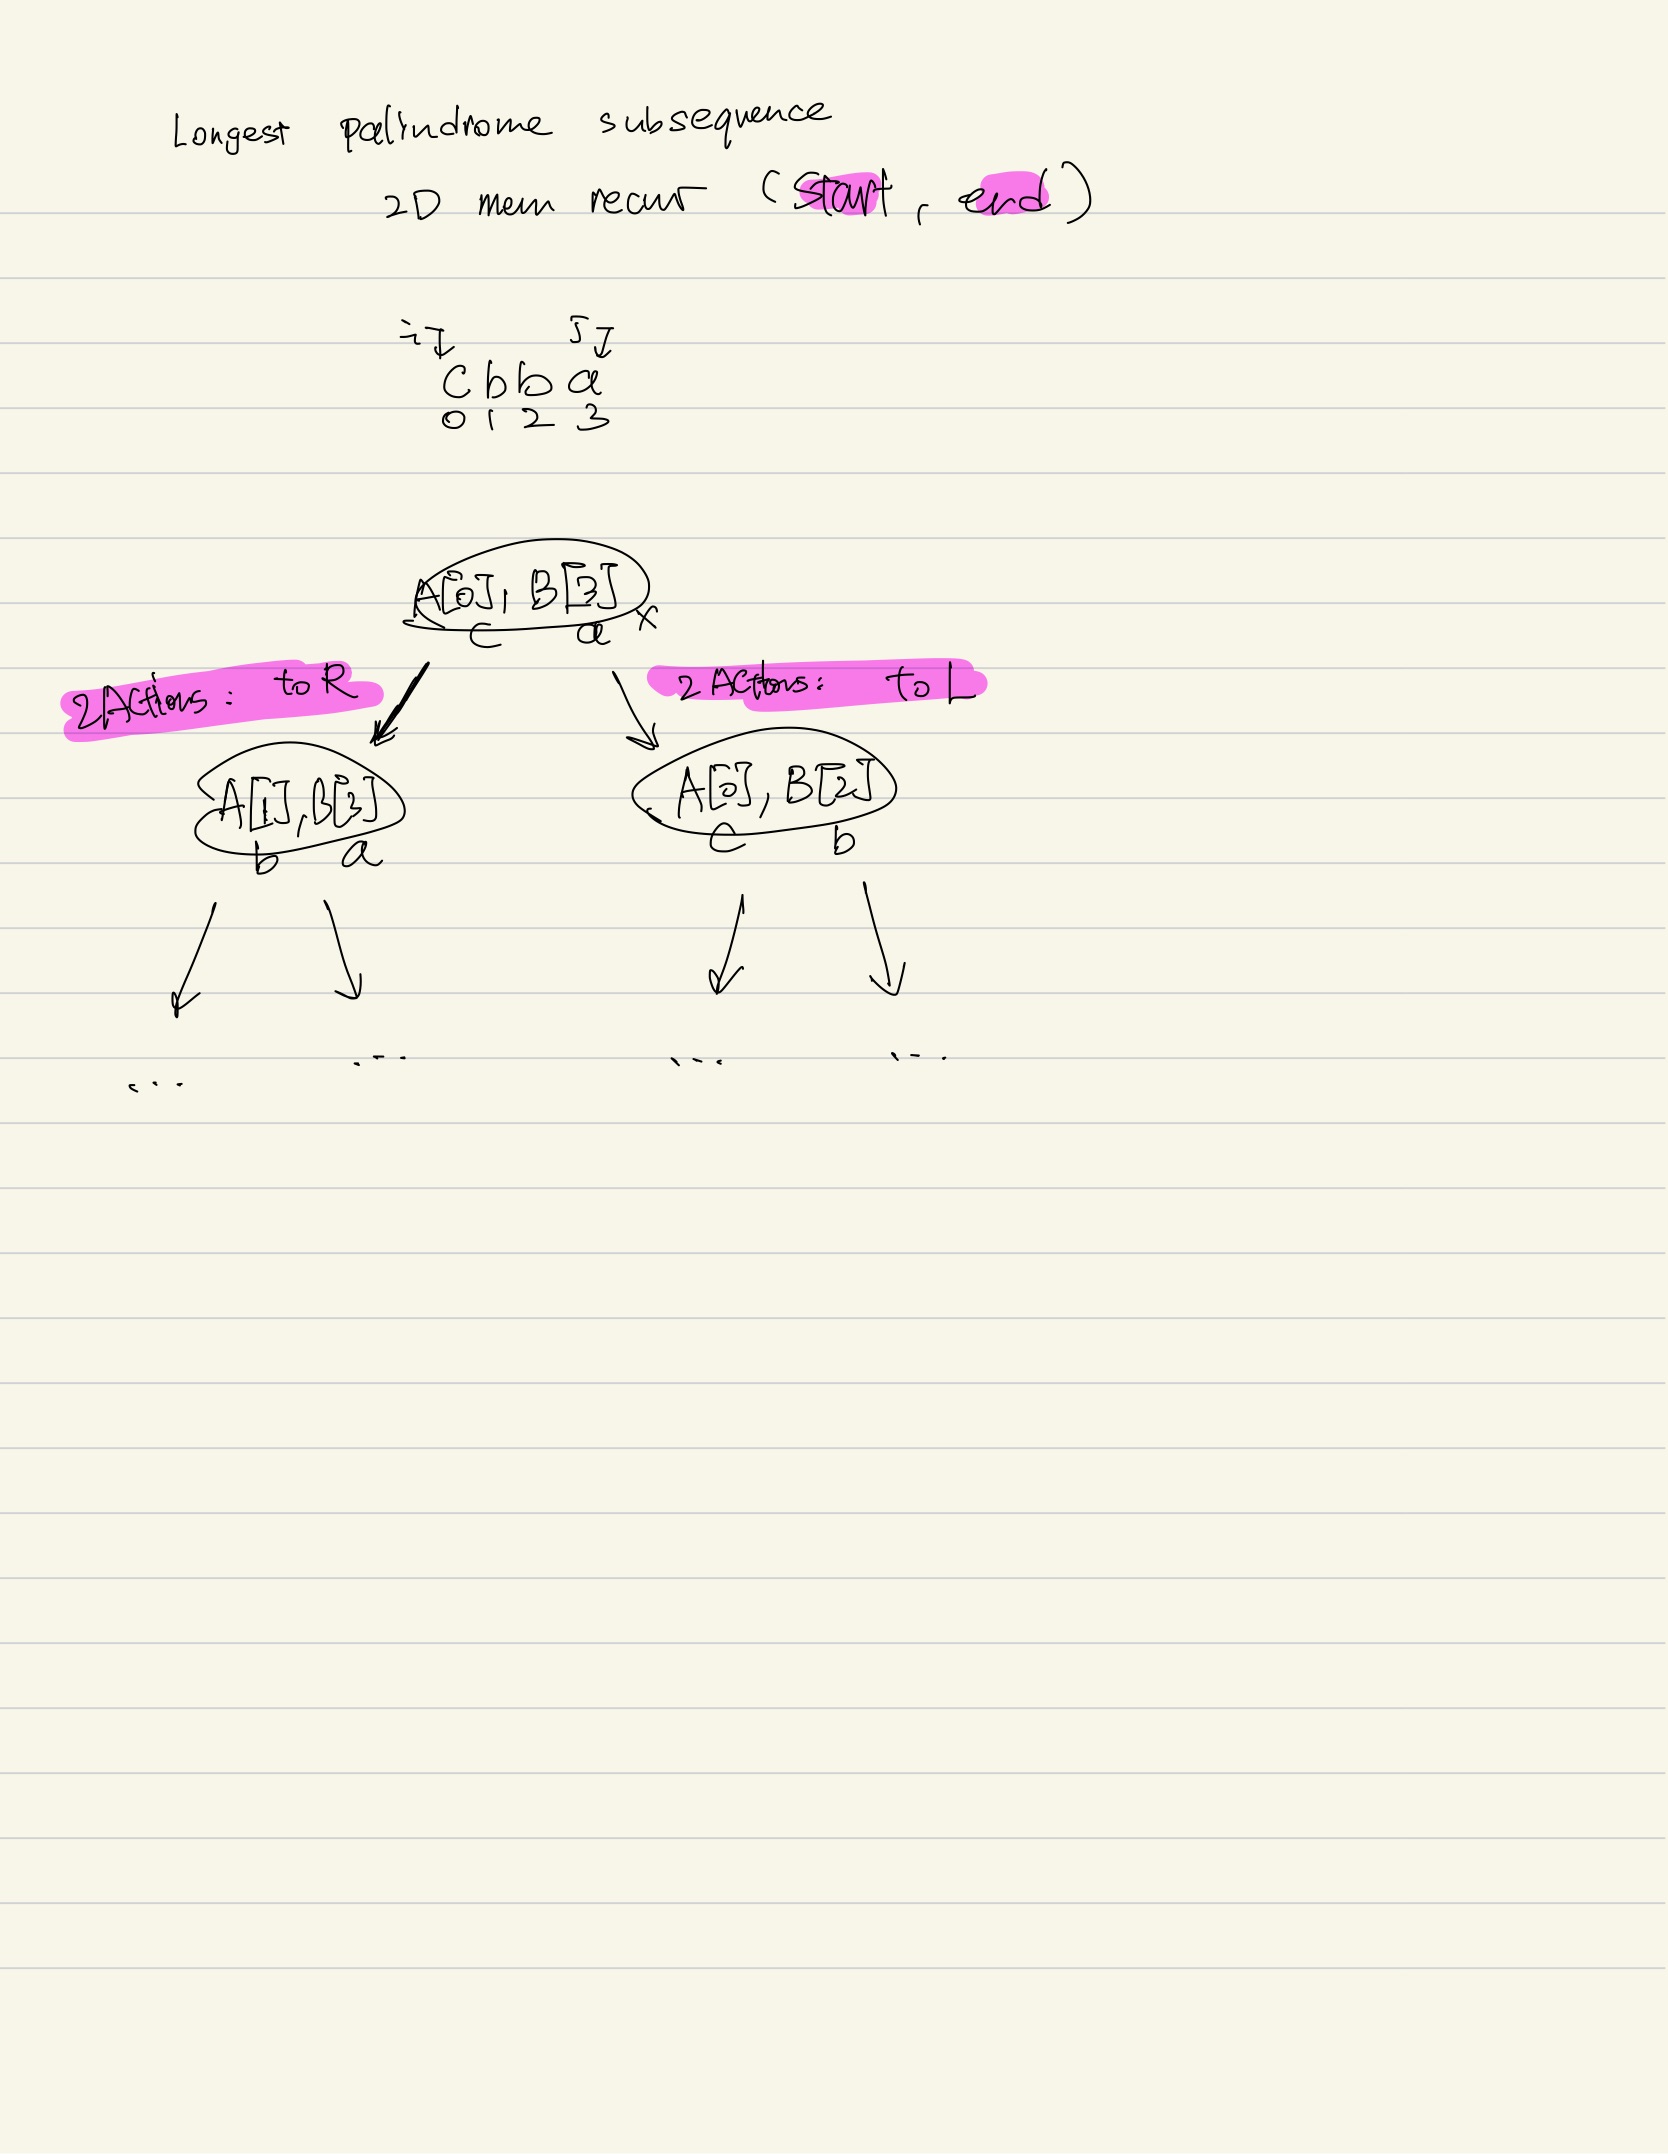 Longest palindrome subsequence
2D mem recur (start, end)
i j
c b b a
0 1 2 3
A[0], B[3]
c a x
2 Actions: to R
2 Actions: to L
A[1], B[3]
b a
A[0], B[2]
c b
...
...
...
...